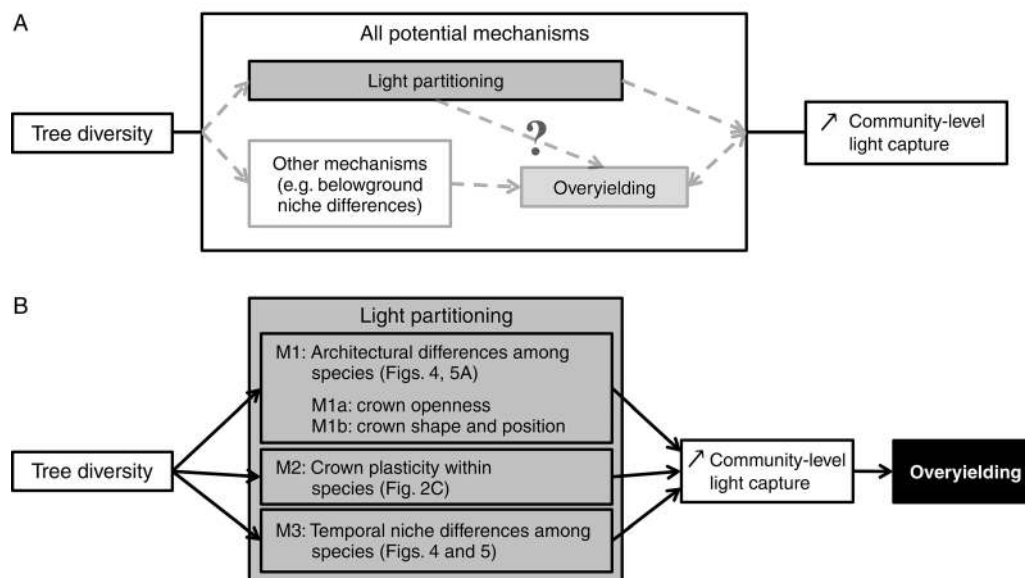 A
All potential mechanisms
Light partitioning
Tree diversity
?
Other mechanisms
(e.g. belowground
niche differences)
Overyielding
↗ Community-level
light capture
B
Light partitioning
M1: Architectural differences among
species (Figs. 4, 5A)
M1a: crown openness
M1b: crown shape and position
Tree diversity
M2: Crown plasticity within
species (Fig. 2C)
M3: Temporal niche differences among
species (Figs. 4 and 5)
↗ Community-level
light capture
Overyielding